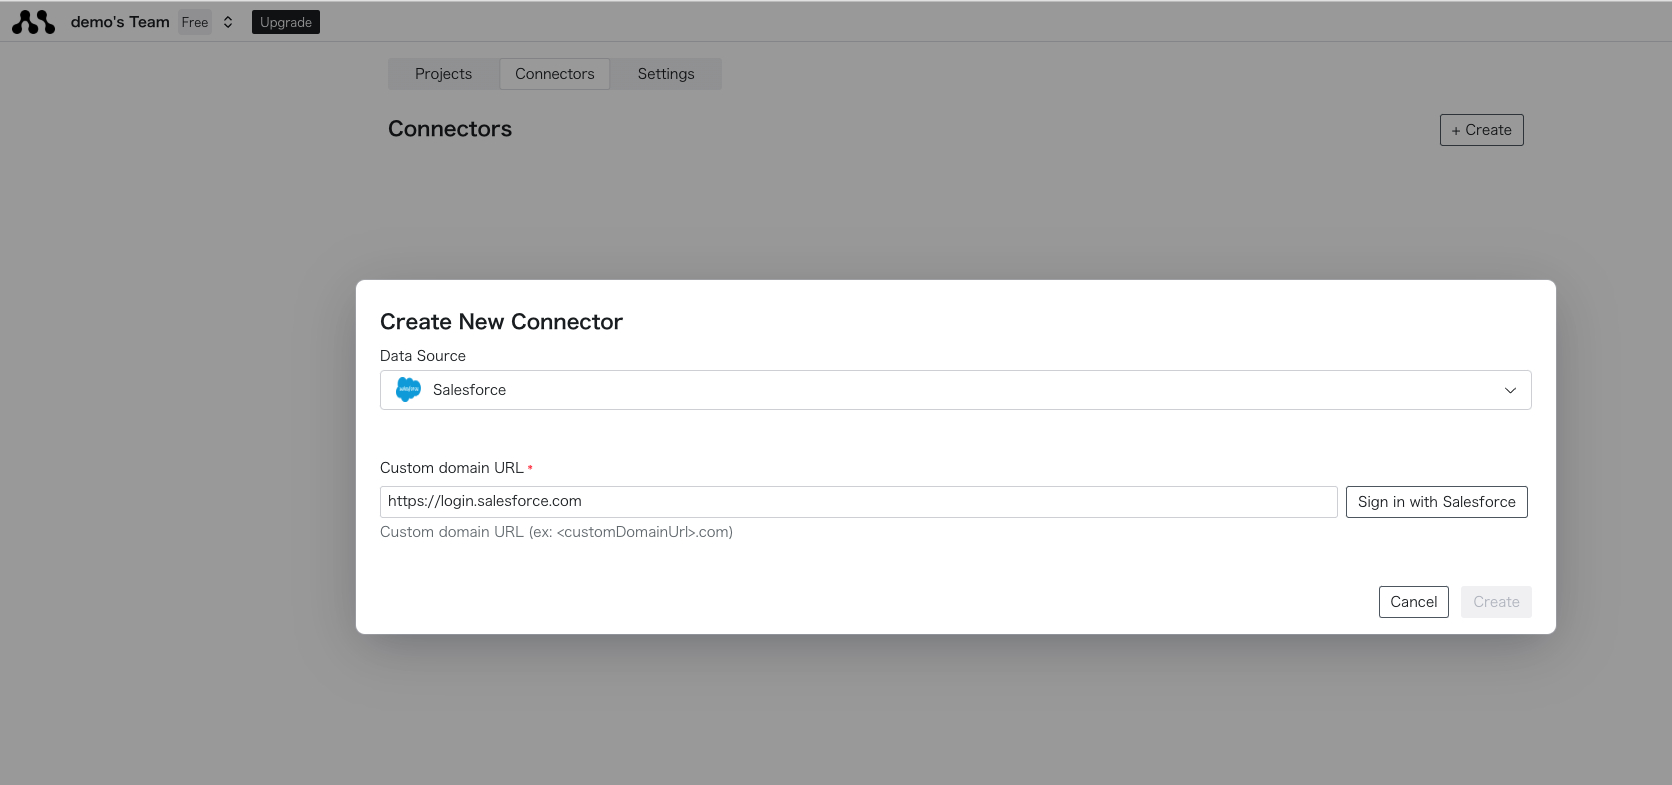 demo's Team Free Upgrade
Projects Connectors Settings
Connectors
+ Create
Create New Connector
Data Source
salesforce Salesforce
Custom domain URL *
https://login.salesforce.com Sign in with Salesforce
Custom domain URL (ex: <customDomainUrl>.com)
Cancel Create